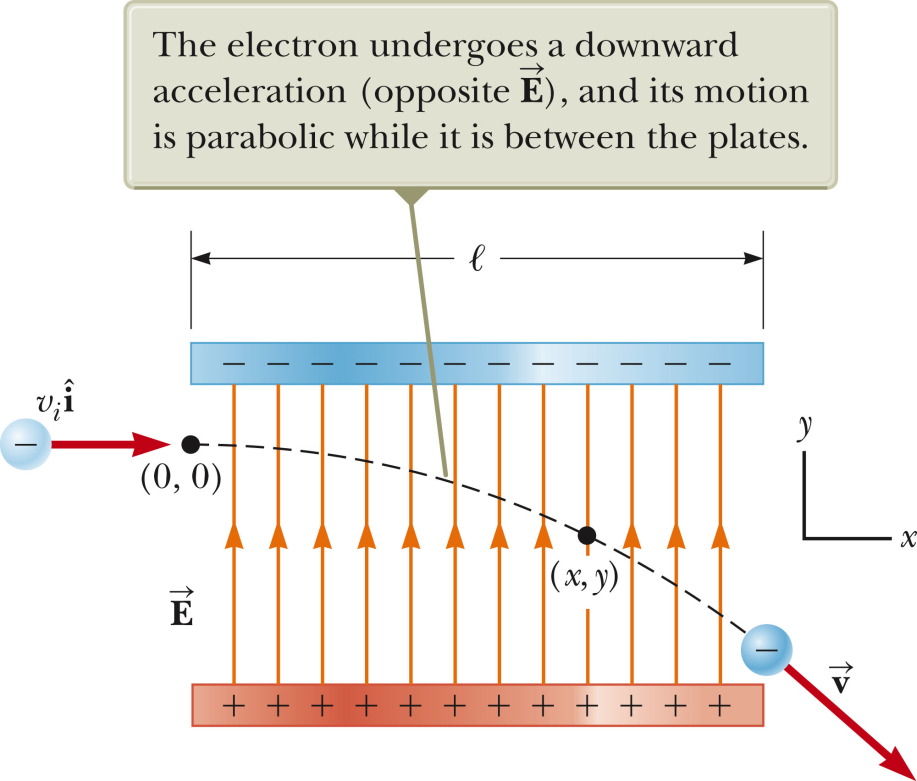 The electron undergoes a downward
acceleration (opposite E⃗), and its motion
is parabolic while it is between the plates.
ℓ
− − − − − − − − − − − −
v_i î
−
(0, 0)
y
x
(x, y)
E⃗
−
v⃗
+ + + + + + + + + + + +